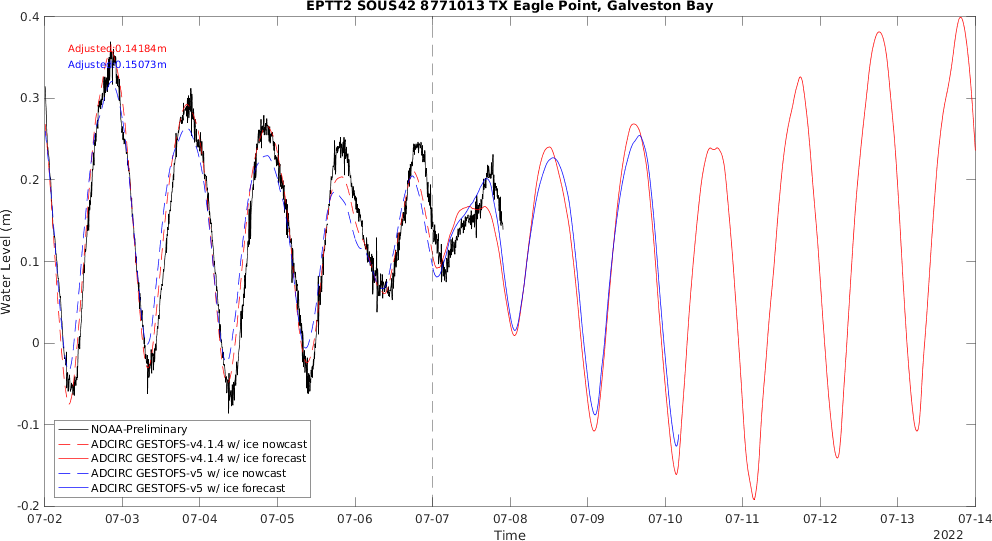 EPTT2 SOUS42 8771013 TX Eagle Point, Galveston Bay
Adjusted:0.14184m
Adjusted:0.15073m
Water Level (m)
0.4
0.3
0.2
0.1
0
-0.1
-0.2
NOAA-Preliminary
ADCIRC GESTOFS-v4.1.4 w/ ice nowcast
ADCIRC GESTOFS-v4.1.4 w/ ice forecast
ADCIRC GESTOFS-v5 w/ ice nowcast
ADCIRC GESTOFS-v5 w/ ice forecast
07-02 07-03 07-04 07-05 07-06 07-07 07-08 07-09 07-10 07-11 07-12 07-13 07-14
Time
2022